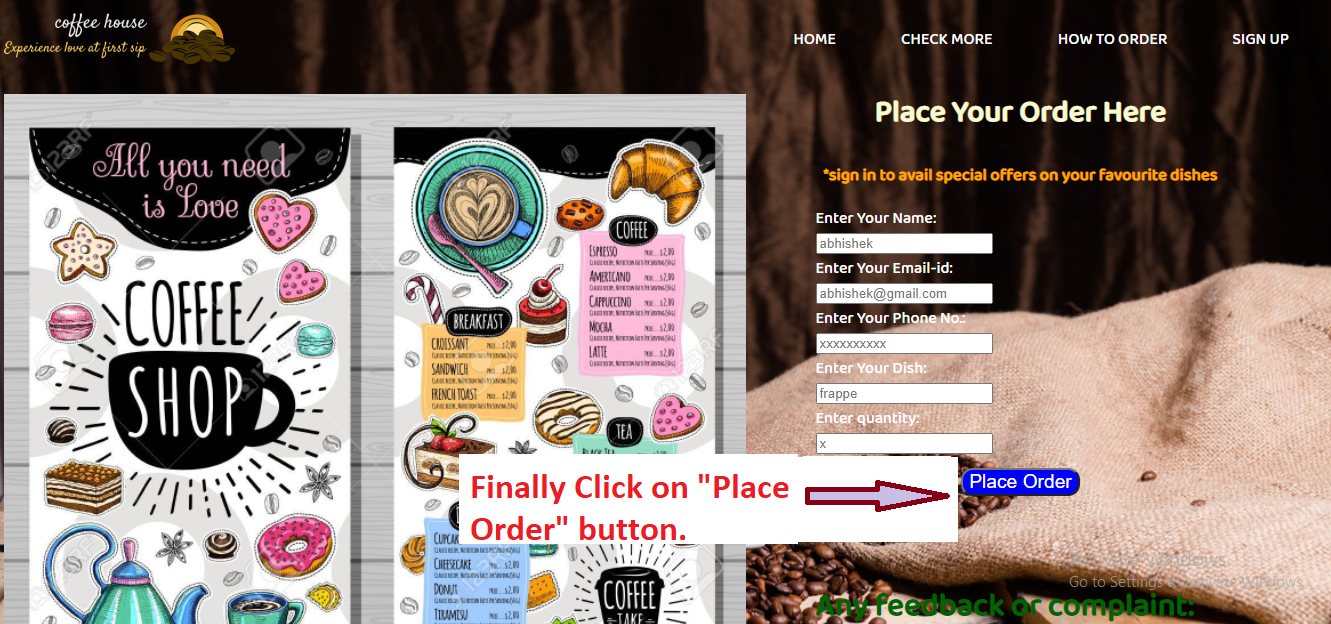 coffee house
Experience love at first sip
HOME
CHECK MORE
HOW TO ORDER
SIGN UP
All you need
is Love
COFFEE
SHOP
COFFEE
ESPRESSO
AMERICANO
CAPPUCCINO
MOCHA
LATTE
BREAKFAST
CROISSANT
SANDWICH
FRENCH TOAST
TEA
BLACK TEA
CHEESECAKE
DONUT
TIRAMISU
COFFEE
TAKE
Place Your Order Here
*sign in to avail special offers on your favourite dishes
Enter Your Name:
abhishek
Enter Your Email-id:
abhishek@gmail.com
Enter Your Phone No.:
xxxxxxxxxx
Enter Your Dish:
frappe
Enter quantity:
x
Place Order
Finally Click on "Place
Order" button.
Go to Settings to activate Windows.
Any feedback or complaint: